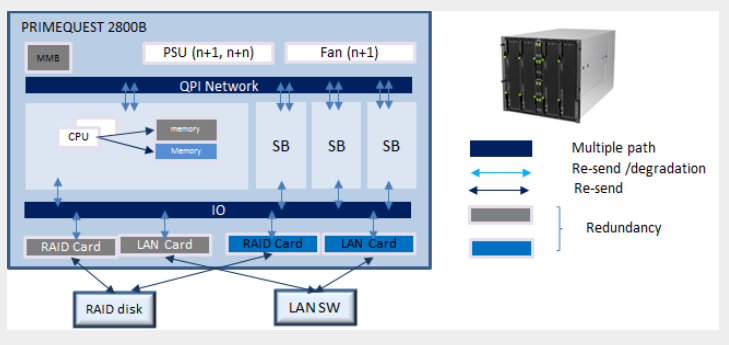 PRIMEQUEST 2800B
MMB
PSU (n+1, n+n)
Fan (n+1)
QPI Network
CPU
memory
Memory
SB
SB
SB
IO
RAID Card
LAN Card
RAID Card
LAN Card
RAID disk
LAN SW
Multiple path
Re-send /degradation
Re-send
Redundancy